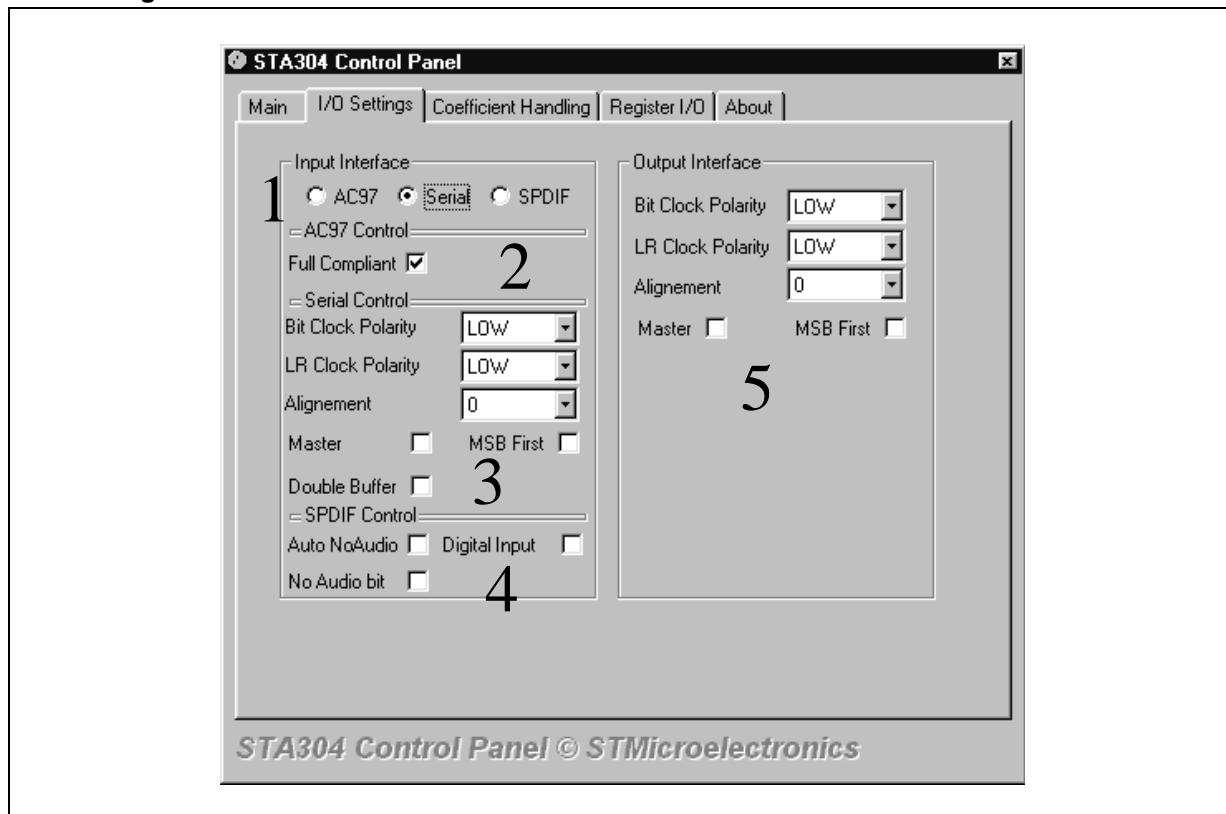 STA304 Control Panel
Main I/O Settings Coefficient Handling Register I/O About
Input Interface
1 AC97 Serial SPDIF
AC97 Control
Full Compliant 2
Serial Control
Bit Clock Polarity LOW
LR Clock Polarity LOW
Alignement 0
Master MSB First
3
Double Buffer
SPDIF Control
Auto NoAudio Digital Input
No Audio bit 4
Output Interface
Bit Clock Polarity LOW
LR Clock Polarity LOW
Alignement 0
Master MSB First
5
STA304 Control Panel © STMicroelectronics